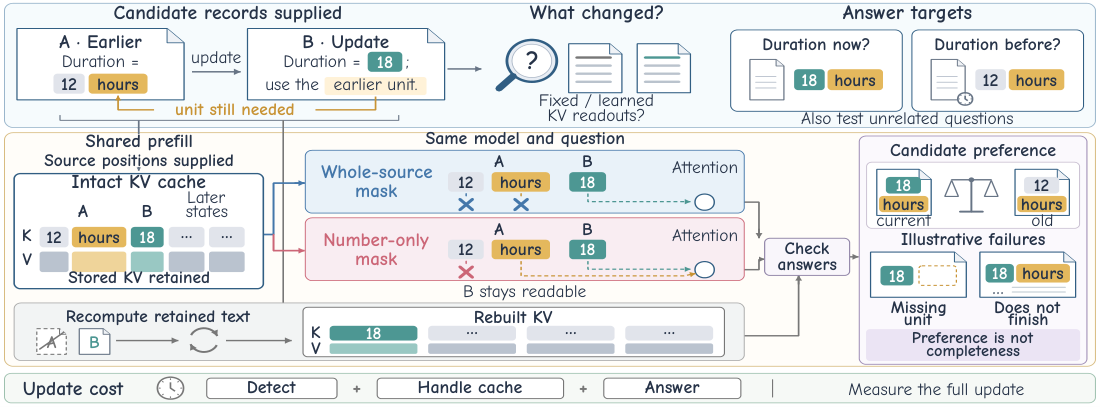 Candidate records supplied
A · Earlier
Duration =
12 hours
update
B · Update
Duration = 18 ;
use the earlier unit.
unit still needed
What changed?
?
Fixed / learned
KV readouts?
Answer targets
Duration now?
18 hours
Duration before?
12 hours
Also test unrelated questions
Shared prefill
Source positions supplied
Intact KV cache
A B Later
states
K 12 hours 18 ... ...
V
Stored KV retained
Same model and question
Whole-source
mask
A B
12 hours 18
Attention
Number-only
mask
A B
12 hours 18
Attention
B stays readable
Check
answers
Candidate preference
18
hours
current
12
hours
old
Illustrative failures
18
Missing
unit
18 hours
...
Does not
finish
Preference is not
completeness
Recompute retained text
A B
Rebuilt KV
K 18 ... ... ...
V
Update cost
Detect + Handle cache + Answer
Measure the full update